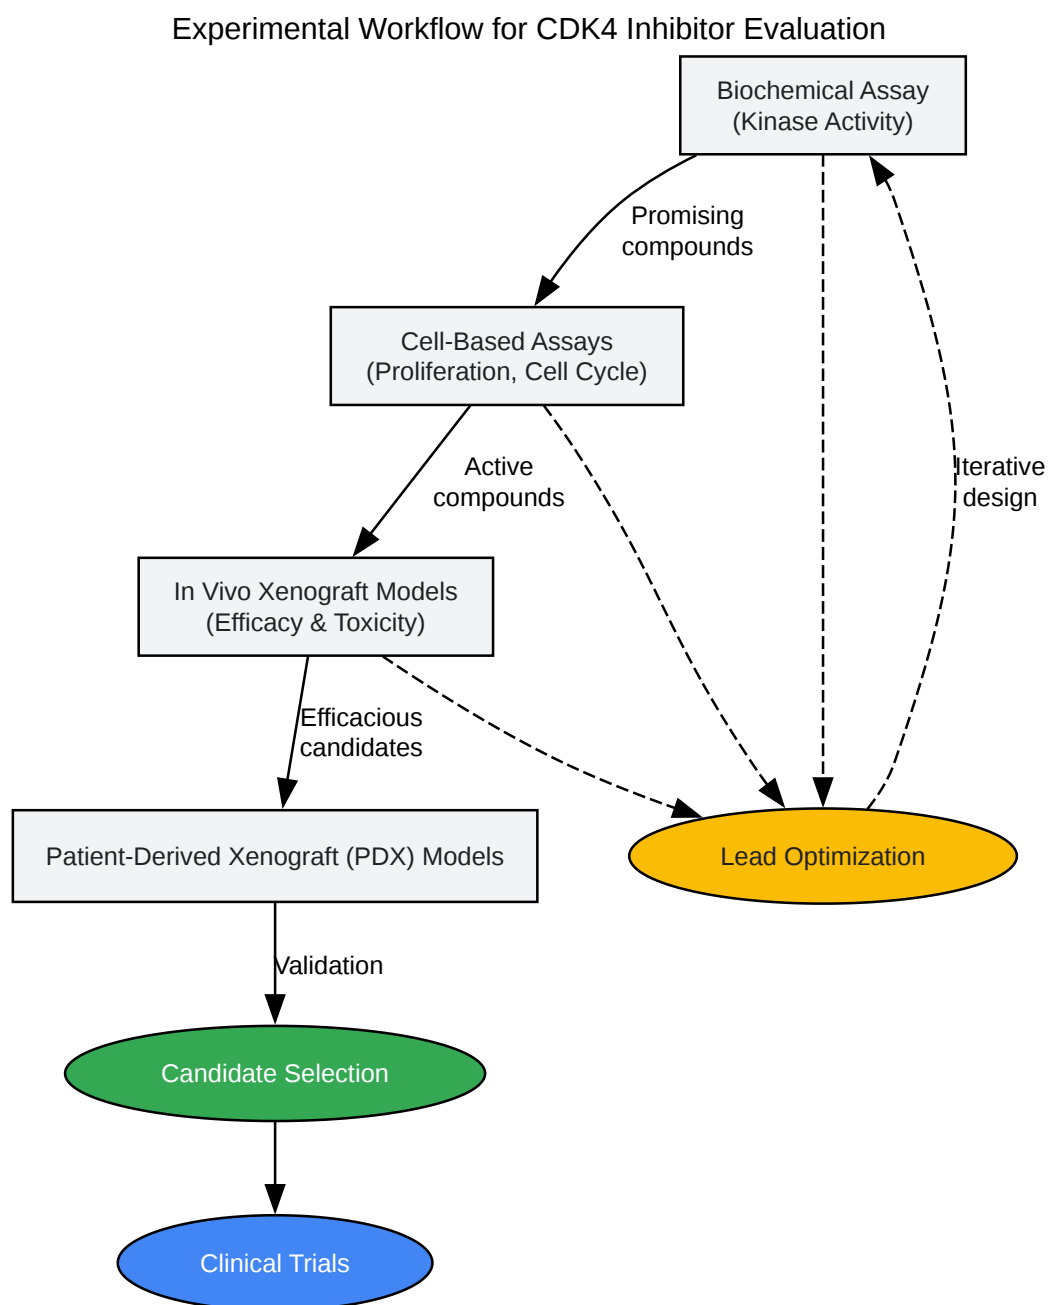 Experimental Workflow for CDK4 Inhibitor Evaluation
Biochemical Assay
(Kinase Activity)
Promising
compounds
Cell-Based Assays
(Proliferation, Cell Cycle)
Active
compounds
Iterative
design
In Vivo Xenograft Models
(Efficacy & Toxicity)
Efficacious
candidates
Patient-Derived Xenograft (PDX) Models
Lead Optimization
Validation
Candidate Selection
Clinical Trials